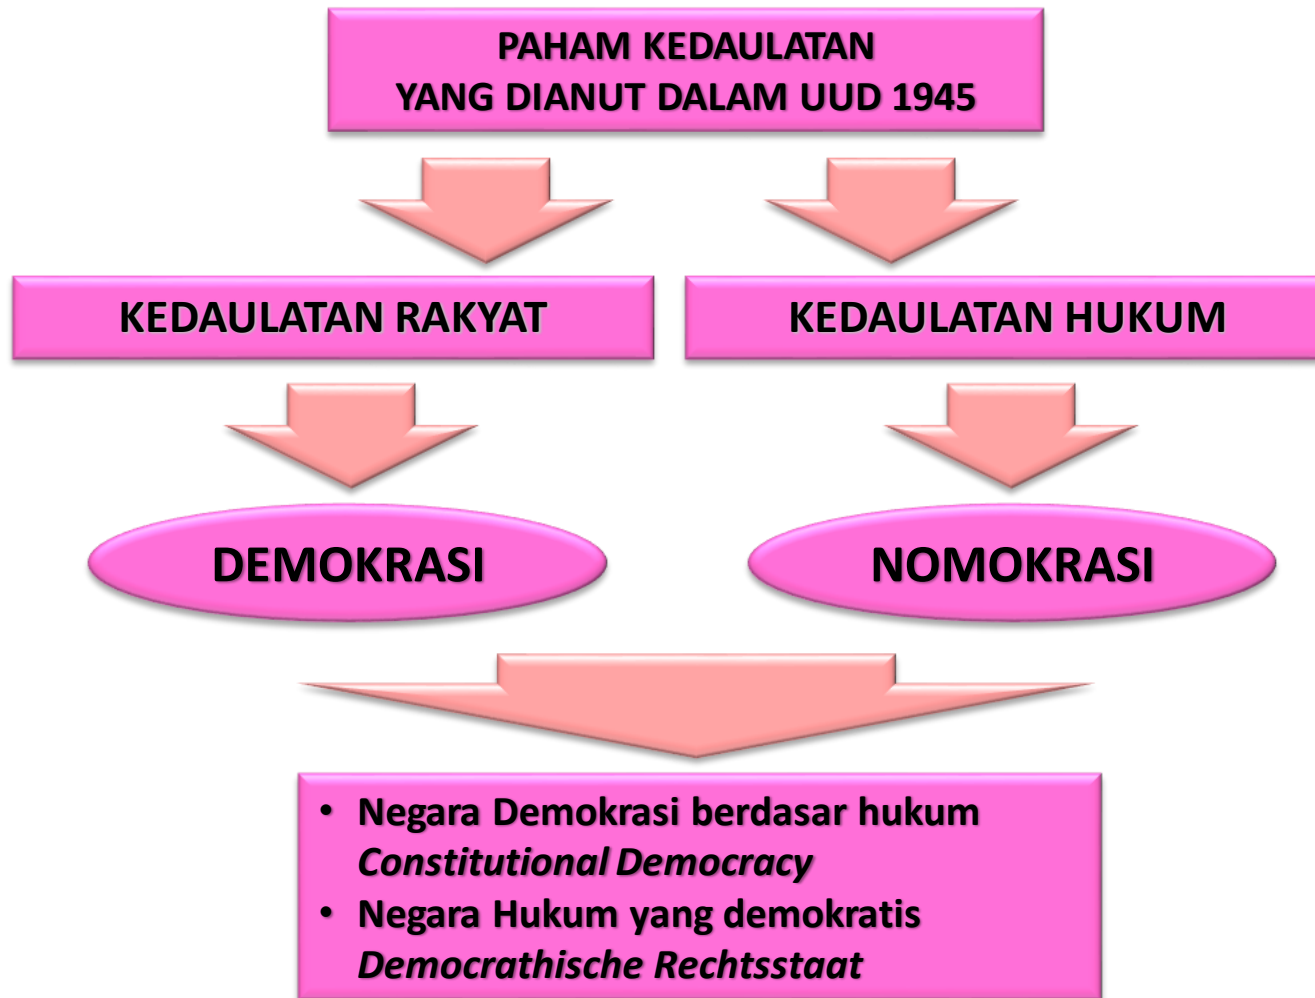 PAHAM KEDAULATAN
YANG DIANUT DALAM UUD 1945
KEDAULATAN RAKYAT
KEDAULATAN HUKUM
DEMOKRASI
NOMOKRASI
• Negara Demokrasi berdasar hukum
Constitutional Democracy
• Negara Hukum yang demokratis
Democrathische Rechtsstaat